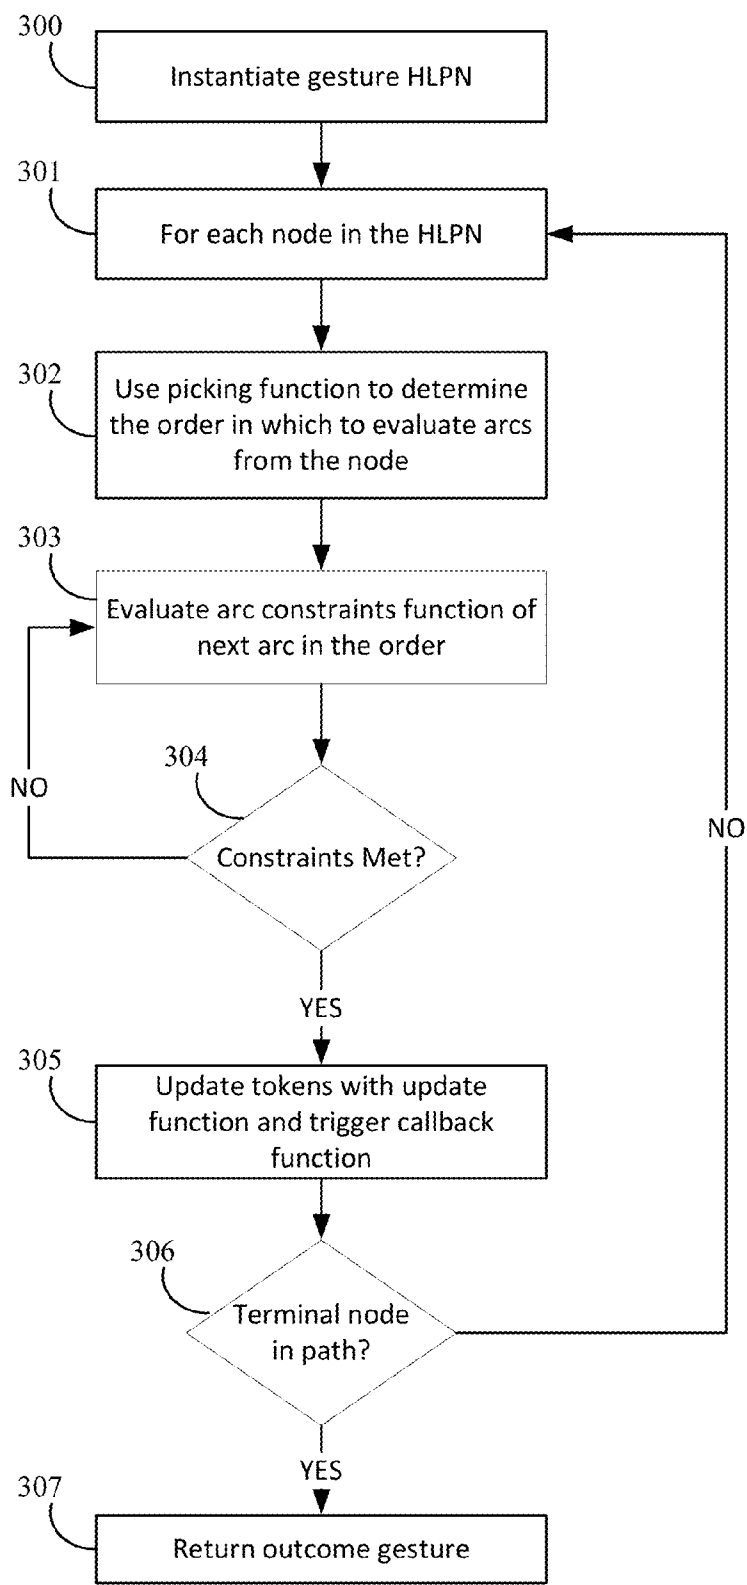 300
Instantiate gesture HLPN
301
For each node in the HLPN
302
Use picking function to determine
the order in which to evaluate arcs
from the node
303
Evaluate arc constraints function of
next arc in the order
304
NO
Constraints Met?
NO
YES
305
Update tokens with update
function and trigger callback
function
306
Terminal node
in path?
YES
307
Return outcome gesture